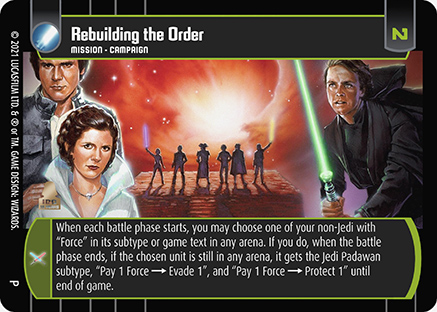 Rebuilding the Order
MISSION • CAMPAIGN
N
© 2021 LUCASFILM LTD. & ® or TM. GAME DESIGN: WIZARDS.
P
When each battle phase starts, you may choose one of your non-Jedi with
"Force" in its subtype or game text in any arena. If you do, when the battle
phase ends, if the chosen unit is still in any arena, it gets the Jedi Padawan
subtype, "Pay 1 Force → Evade 1", and "Pay 1 Force → Protect 1" until
end of game.